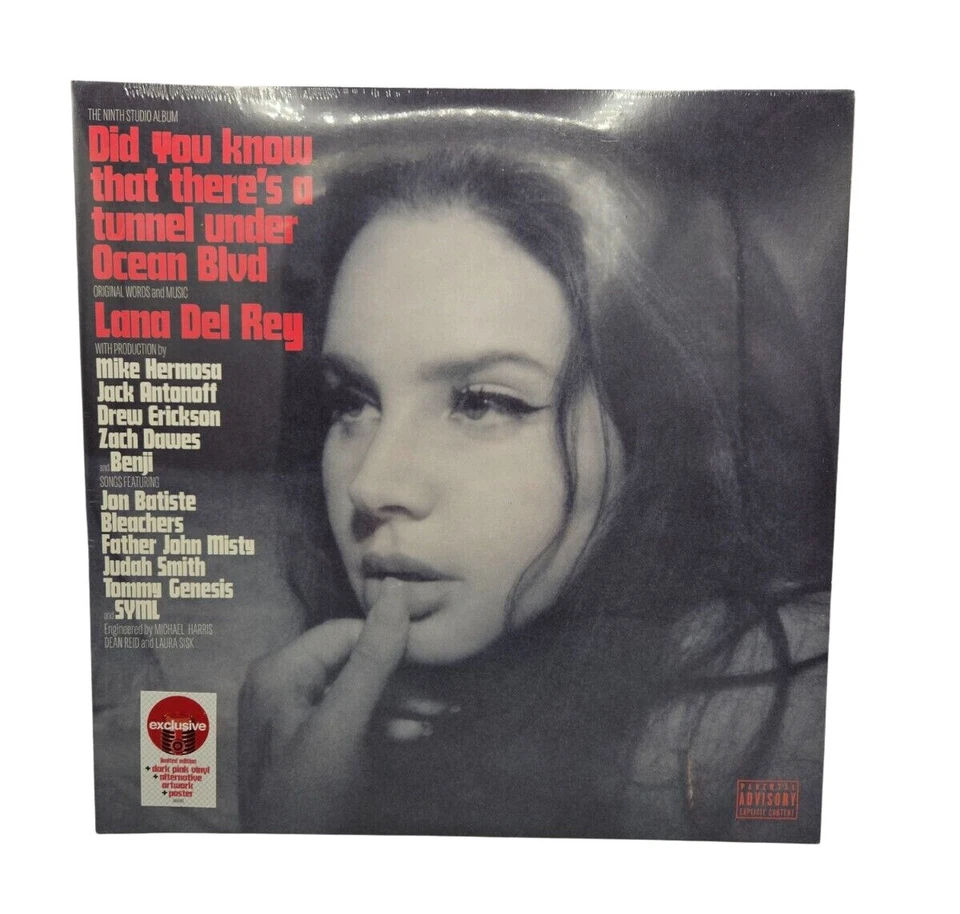 THE NINTH STUDIO ALBUM
Did you know
that there's a
tunnel under
Ocean Blvd
ORIGINAL WORDS and MUSIC
Lana Del Rey
WITH PRODUCTION by
Mike Hermosa
Jack Antonoff
Drew Erickson
Zach Dawes
and Benji
SONGS FEATURING
Jon Batiste
Bleachers
Father John Misty
Judah Smith
Tommy Genesis
and SYML
Engineered by MICHAEL HARRIS
DEAN REID and LAURA SISK
exclusive
limited edition
+ dark pink vinyl
+ alternative
artwork
+ poster
PARENTAL
ADVISORY
EXPLICIT CONTENT